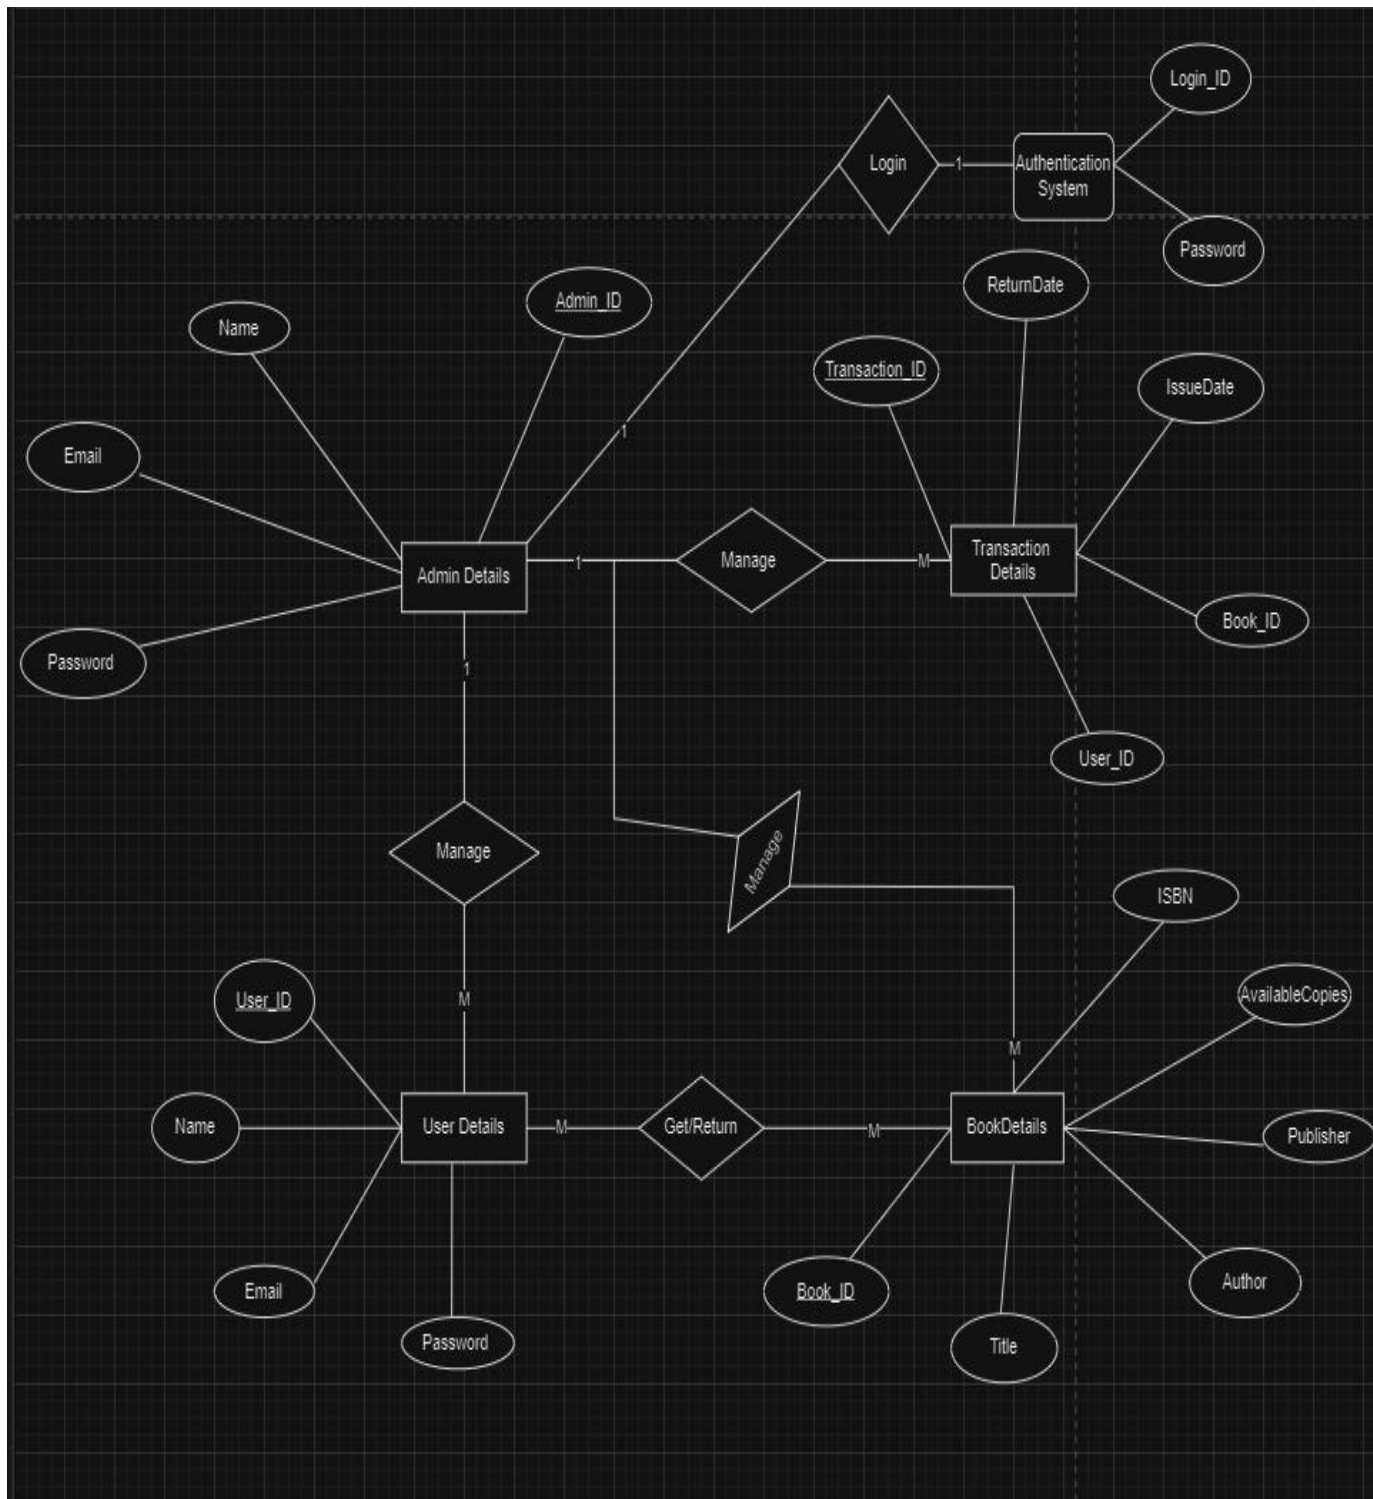 Login_ID
Login
1
Authentication
System
Password
ReturnDate
Admin_ID
Name
Transaction_ID
IssueDate
1
Email
Transaction
Details
1
Manage
M
Admin Details
Book_ID
Password
1
User_ID
Manage
Manage
ISBN
AvailableCopies
User_ID
M
M
Name
User Details
M
Get/Return
M
BookDetails
Publisher
Email
Book_ID
Author
Password
Title